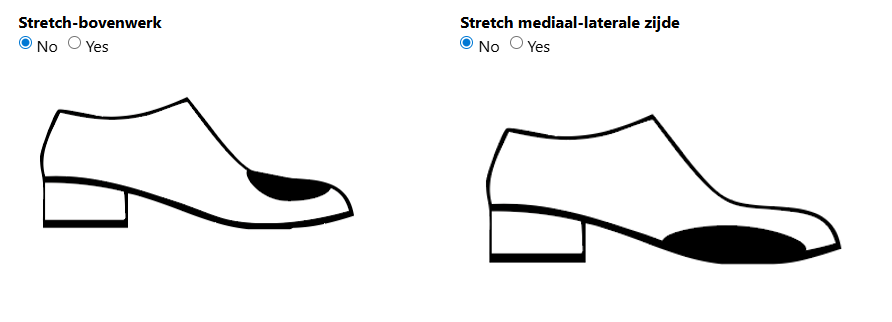 Stretch-bovenwerk
No Yes
Stretch mediaal-laterale zijde
No Yes